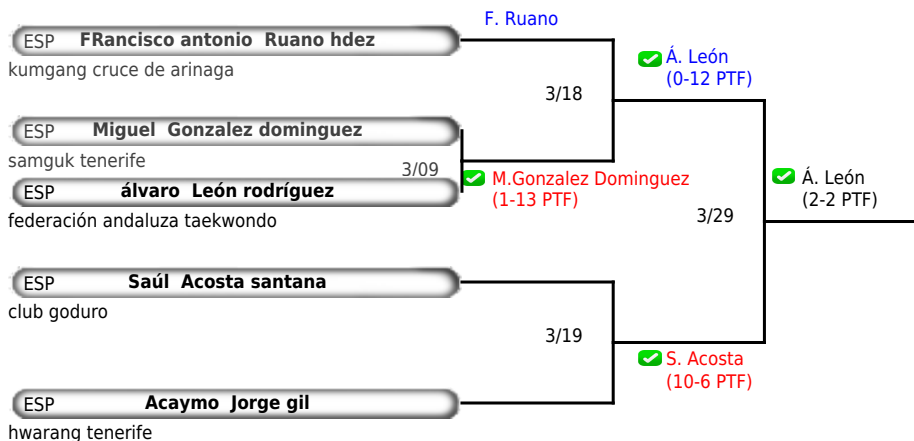 F. Ruano
ESP FRancisco antonio Ruano hdez
kumgang cruce de arinaga
Á. León
(0-12 PTF)
3/18
ESP Miguel Gonzalez dominguez
samguk tenerife
3/09
M.Gonzalez Dominguez
(1-13 PTF)
ESP álvaro León rodríguez
federación andaluza taekwondo
Á. León
(2-2 PTF)
3/29
ESP Saúl Acosta santana
club goduro
3/19
S. Acosta
(10-6 PTF)
ESP Acaymo Jorge gil
hwarang tenerife